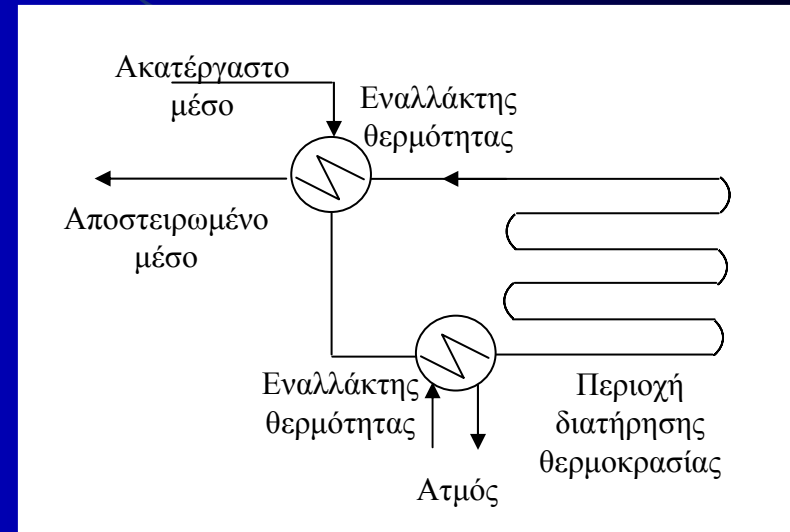 Ακατέργαστο
μέσο
Εναλλάκτης
θερμότητας
Αποστειρωμένο
μέσο
Εναλλάκτης
θερμότητας
Ατμός
Περιοχή
διατήρησης
θερμοκρασίας